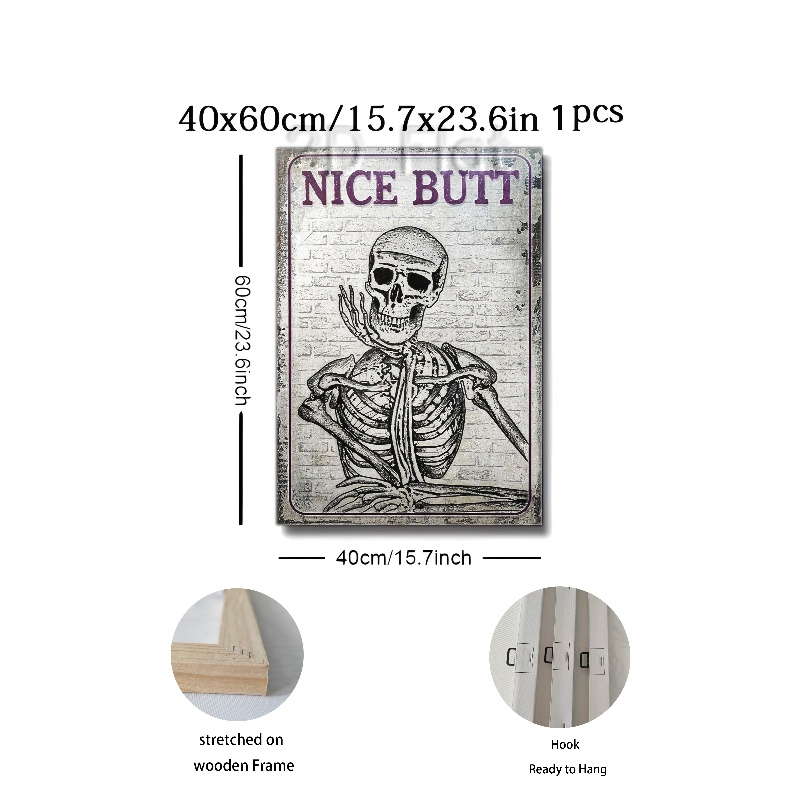 40x60cm/15.7x23.6in 1pcs
NICE BUTT
60cm/23.6inch
40cm/15.7inch
stretched on
wooden Frame
Hook
Ready to Hang